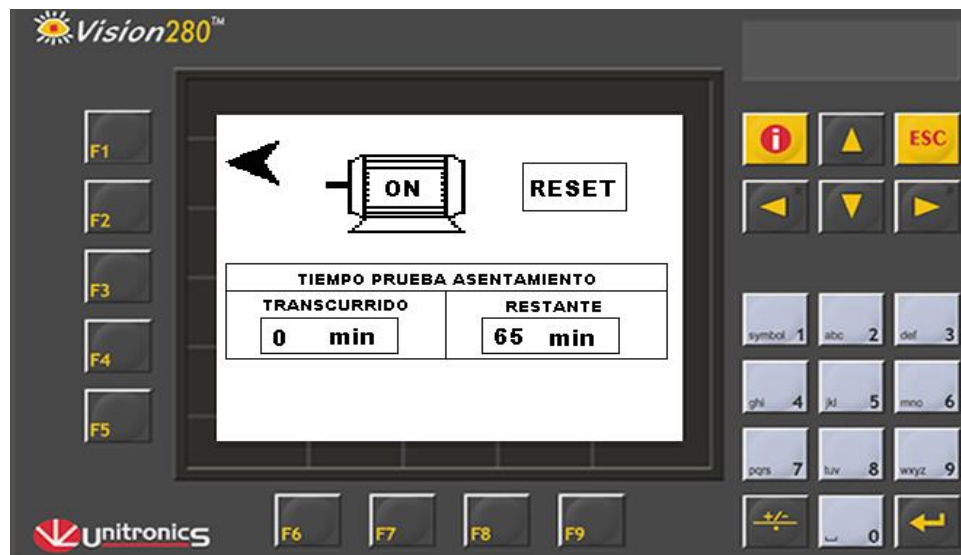 Vision280™
F1
F2
F3
F4
F5
ON
RESET
TIEMPO PRUEBA ASENTAMIENTO
TRANSCURRIDO RESTANTE
0 min 65 min
i
ESC
symbol 1 abc 2 def 3
ghi 4 jkl 5 mno 6
pqrs 7 tuv 8 wxyz 9
+/- . 0
F6 F7 F8 F9
unitronics